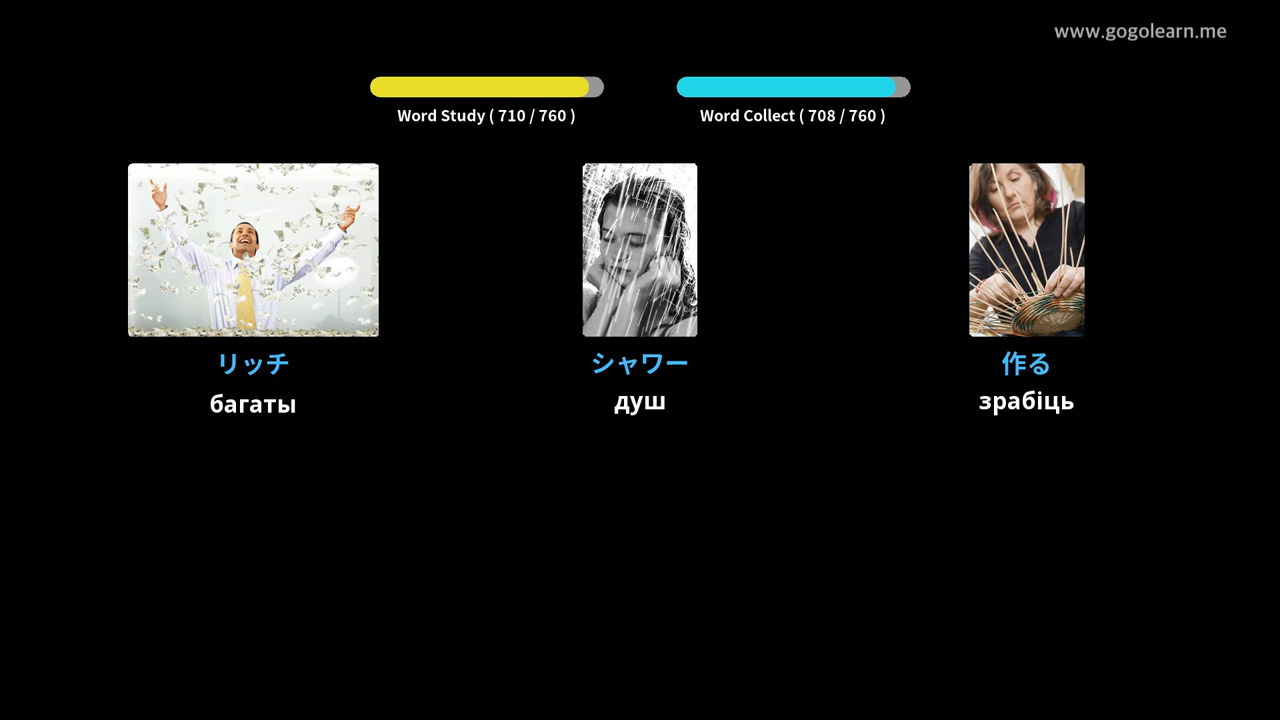 www.gogolearn.me
Word Study ( 710 / 760 )
Word Collect ( 708 / 760 )
リッチ
багаты
シャワー
душ
作る
зрабіць